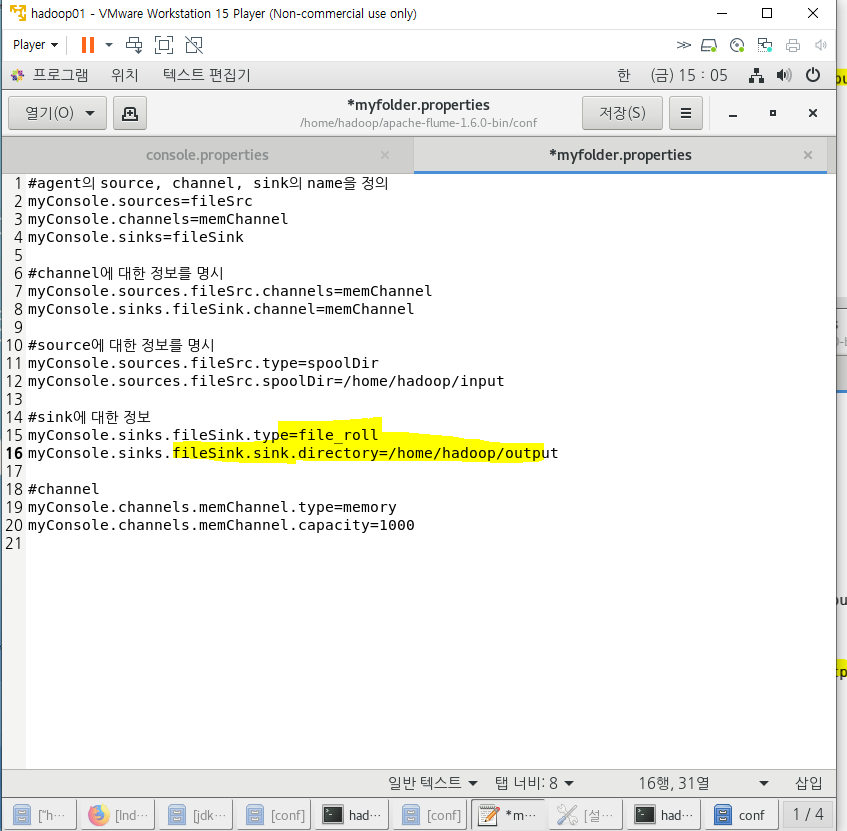 hadoop01 - VMware Workstation 15 Player (Non-commercial use only)
Player
프로그램 위치 텍스트 편집기 한 (금) 15 : 05
열기(O) *myfolder.properties 저장(S)
/home/hadoop/apache-flume-1.6.0-bin/conf
console.properties *myfolder.properties
1 #agent의 source, channel, sink의 name을 정의
2 myConsole.sources=fileSrc
3 myConsole.channels=memChannel
4 myConsole.sinks=fileSink
5
6 #channel에 대한 정보를 명시
7 myConsole.sources.fileSrc.channels=memChannel
8 myConsole.sinks.fileSink.channel=memChannel
9
10 #source에 대한 정보를 명시
11 myConsole.sources.fileSrc.type=spoolDir
12 myConsole.sources.fileSrc.spoolDir=/home/hadoop/input
13
14 #sink에 대한 정보
15 myConsole.sinks.fileSink.type=file_roll
16 myConsole.sinks.fileSink.sink.directory=/home/hadoop/output
17
18 #channel
19 myConsole.channels.memChannel.type=memory
20 myConsole.channels.memChannel.capacity=1000
21
일반 텍스트 탭 너비: 8 16행, 31열 삽입
["h··· [Ind··· [jdk··· [conf] had··· [conf] *m··· [설··· had··· conf 1 / 4